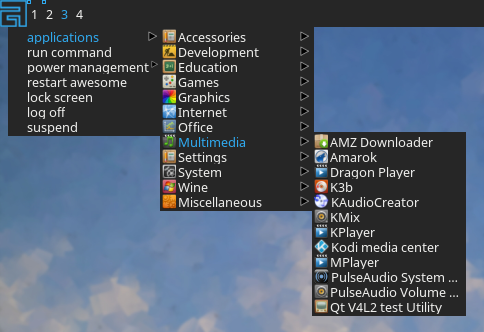 1 2 3 4
applications
run command
power management
restart awesome
lock screen
log off
suspend
Accessories
Development
Education
Games
Graphics
Internet
Office
Multimedia
Settings
System
Wine
Miscellaneous
AMZ Downloader
Amarok
Dragon Player
K3b
KAudioCreator
KMix
KPlayer
Kodi media center
MPlayer
PulseAudio System ...
PulseAudio Volume ...
Qt V4L2 test Utility